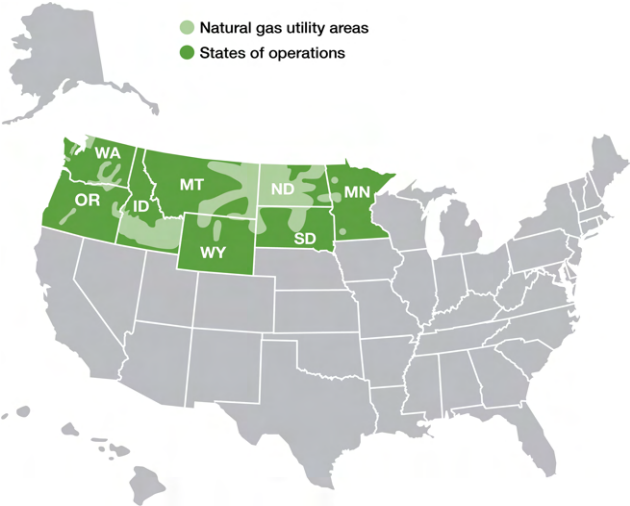 Natural gas utility areas
States of operations
WA
MT
ND
MN
OR
ID
SD
WY